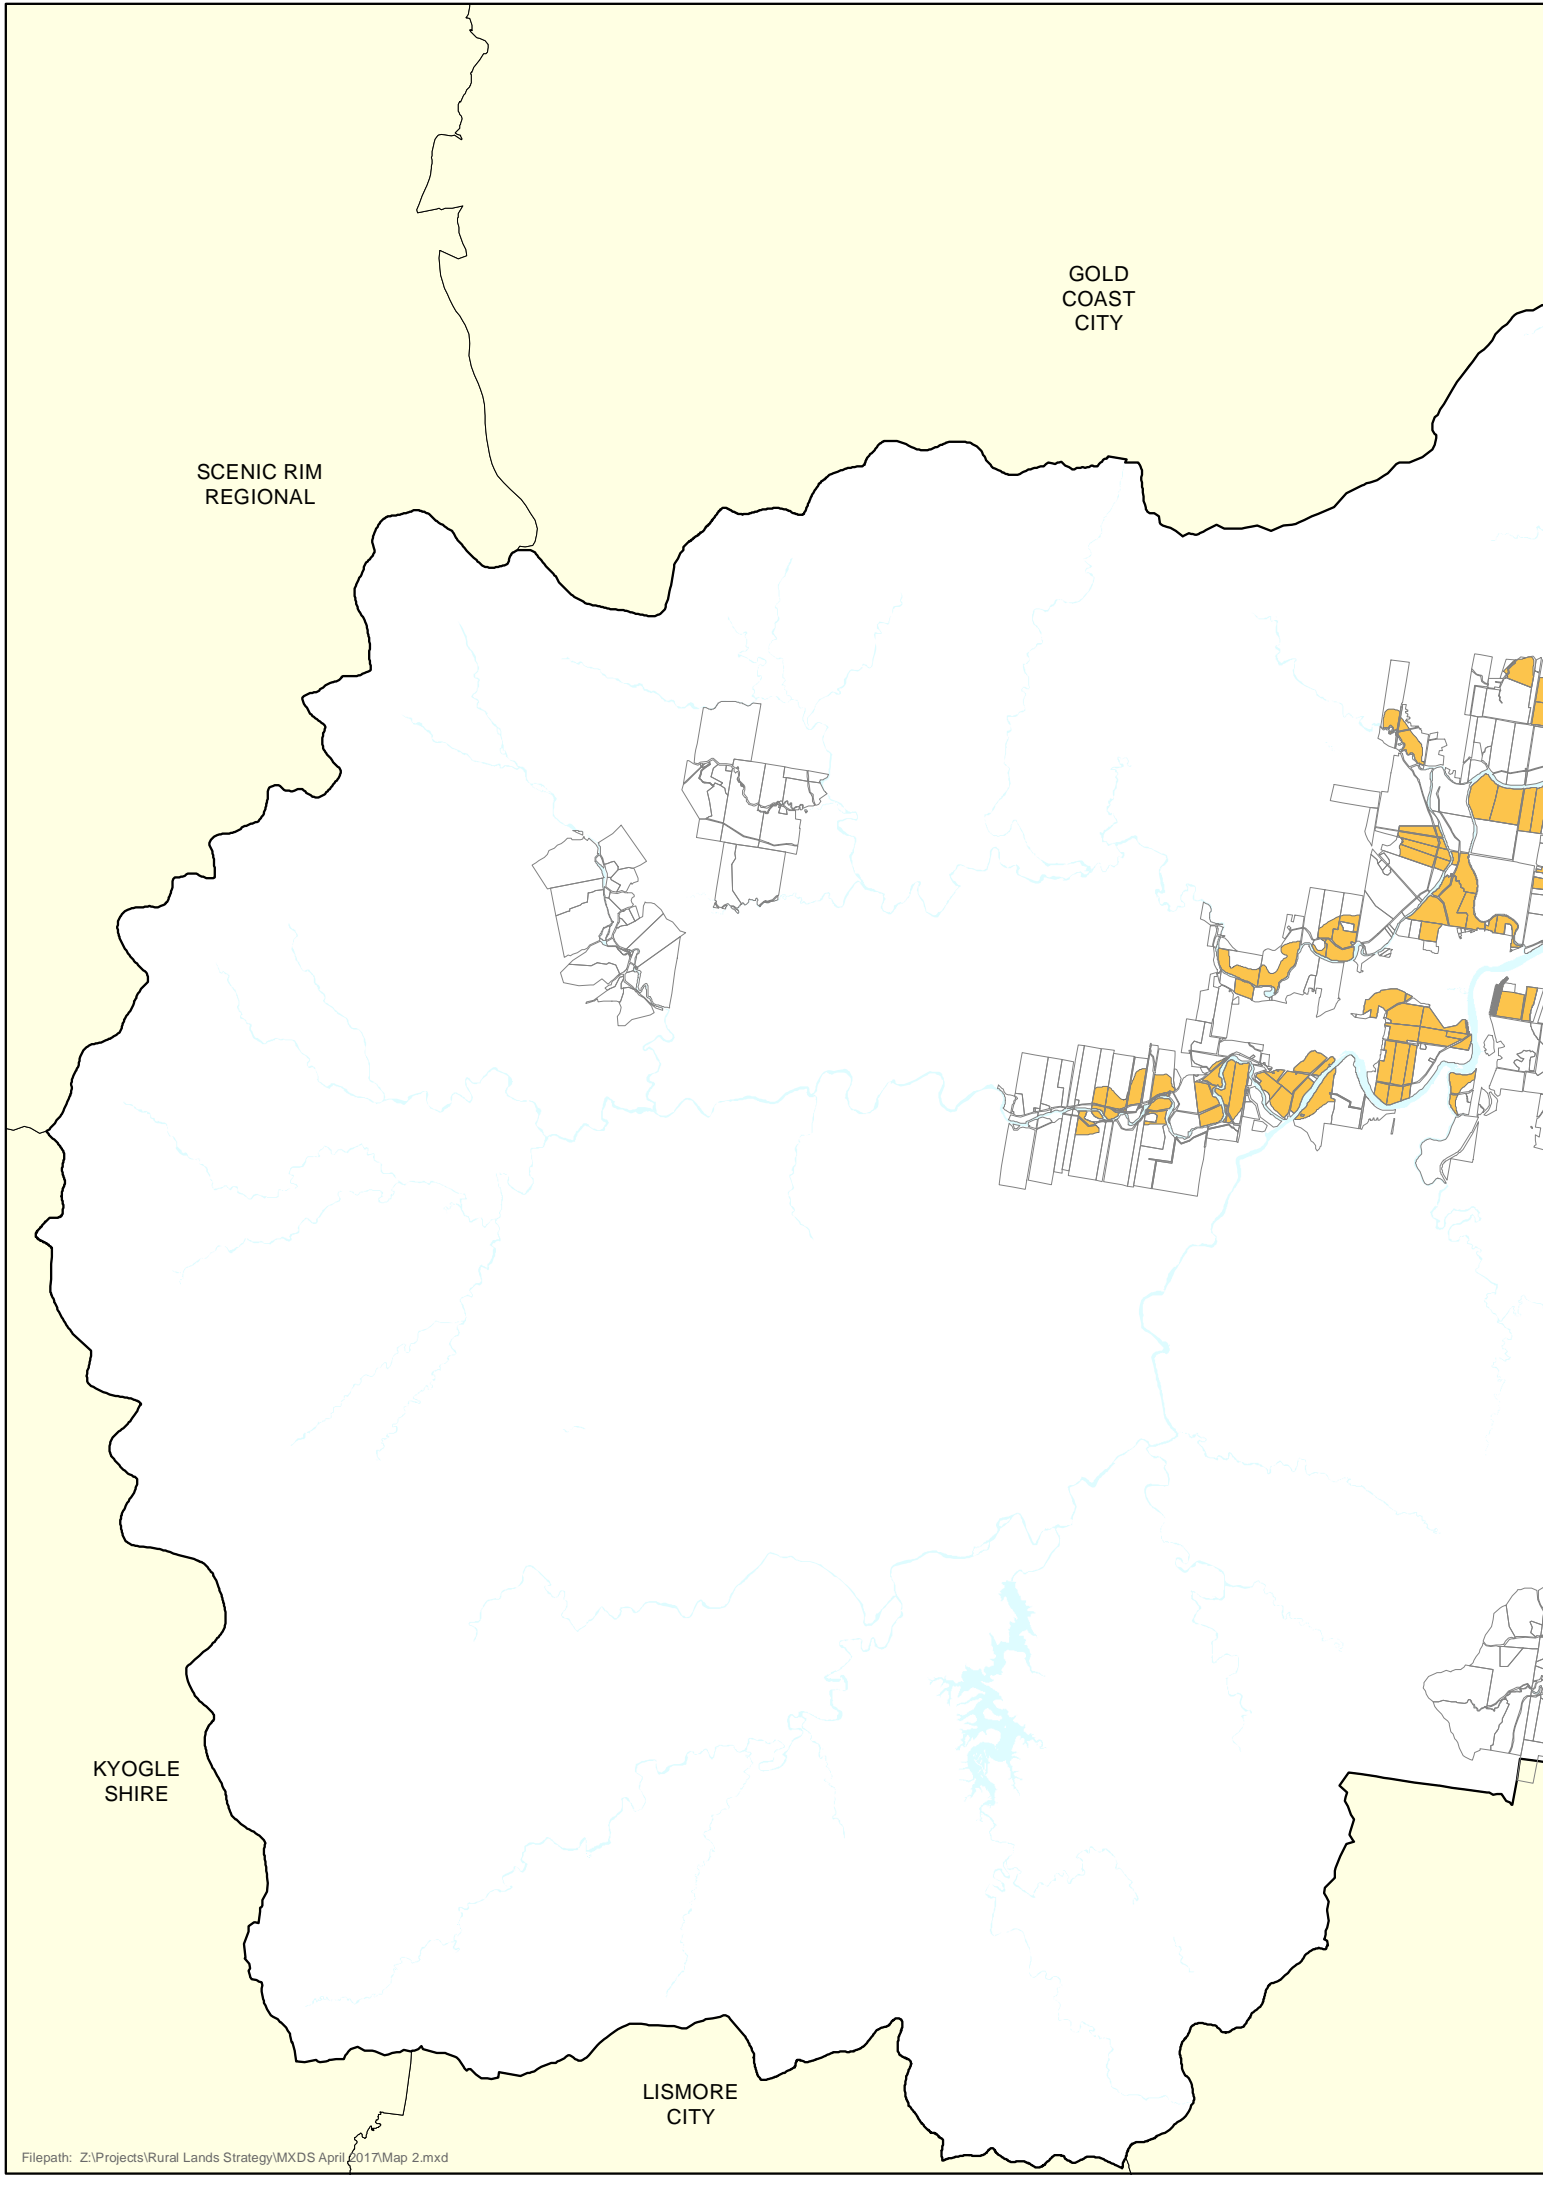 GOLD
COAST
CITY
SCENIC RIM
REGIONAL
KYOGLE
SHIRE
LISMORE
CITY
Filepath: Z:\Projects\Rural Lands Strategy\MXDS April 2017\Map 2.mxd